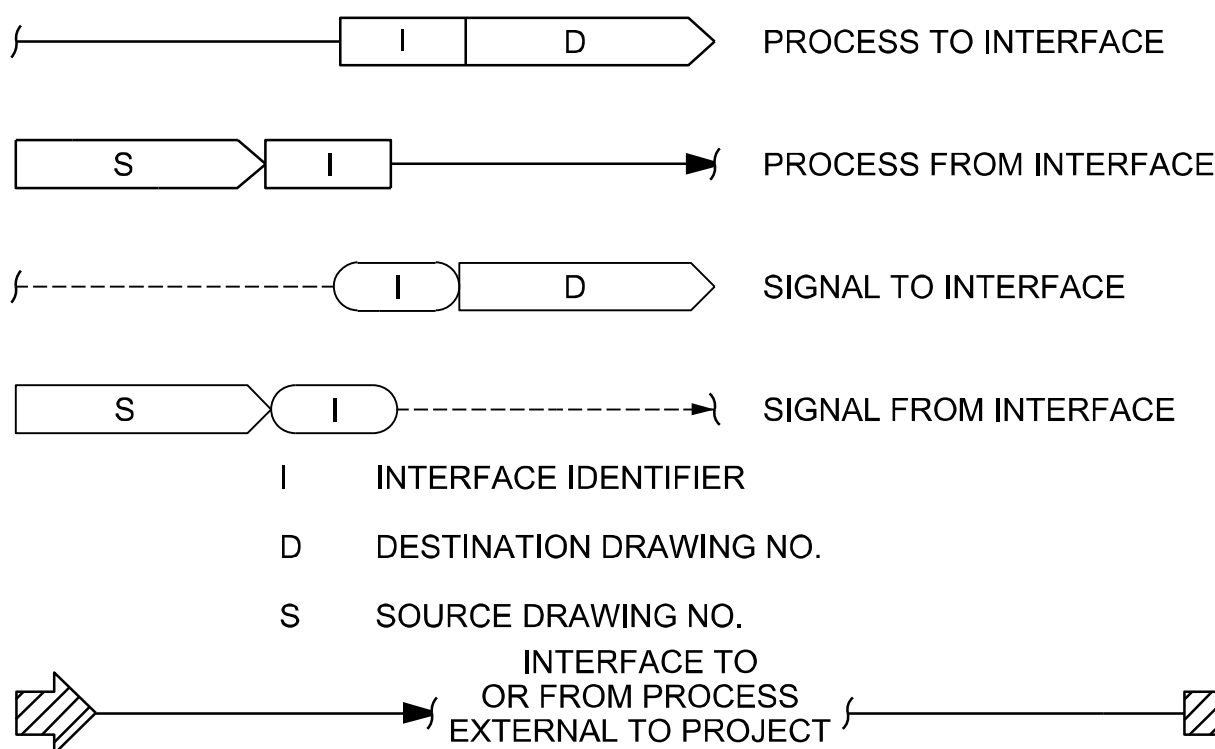 I D PROCESS TO INTERFACE
S I PROCESS FROM INTERFACE
I D SIGNAL TO INTERFACE
S I SIGNAL FROM INTERFACE
I INTERFACE IDENTIFIER
D DESTINATION DRAWING NO.
S SOURCE DRAWING NO.
INTERFACE TO
OR FROM PROCESS
EXTERNAL TO PROJECT